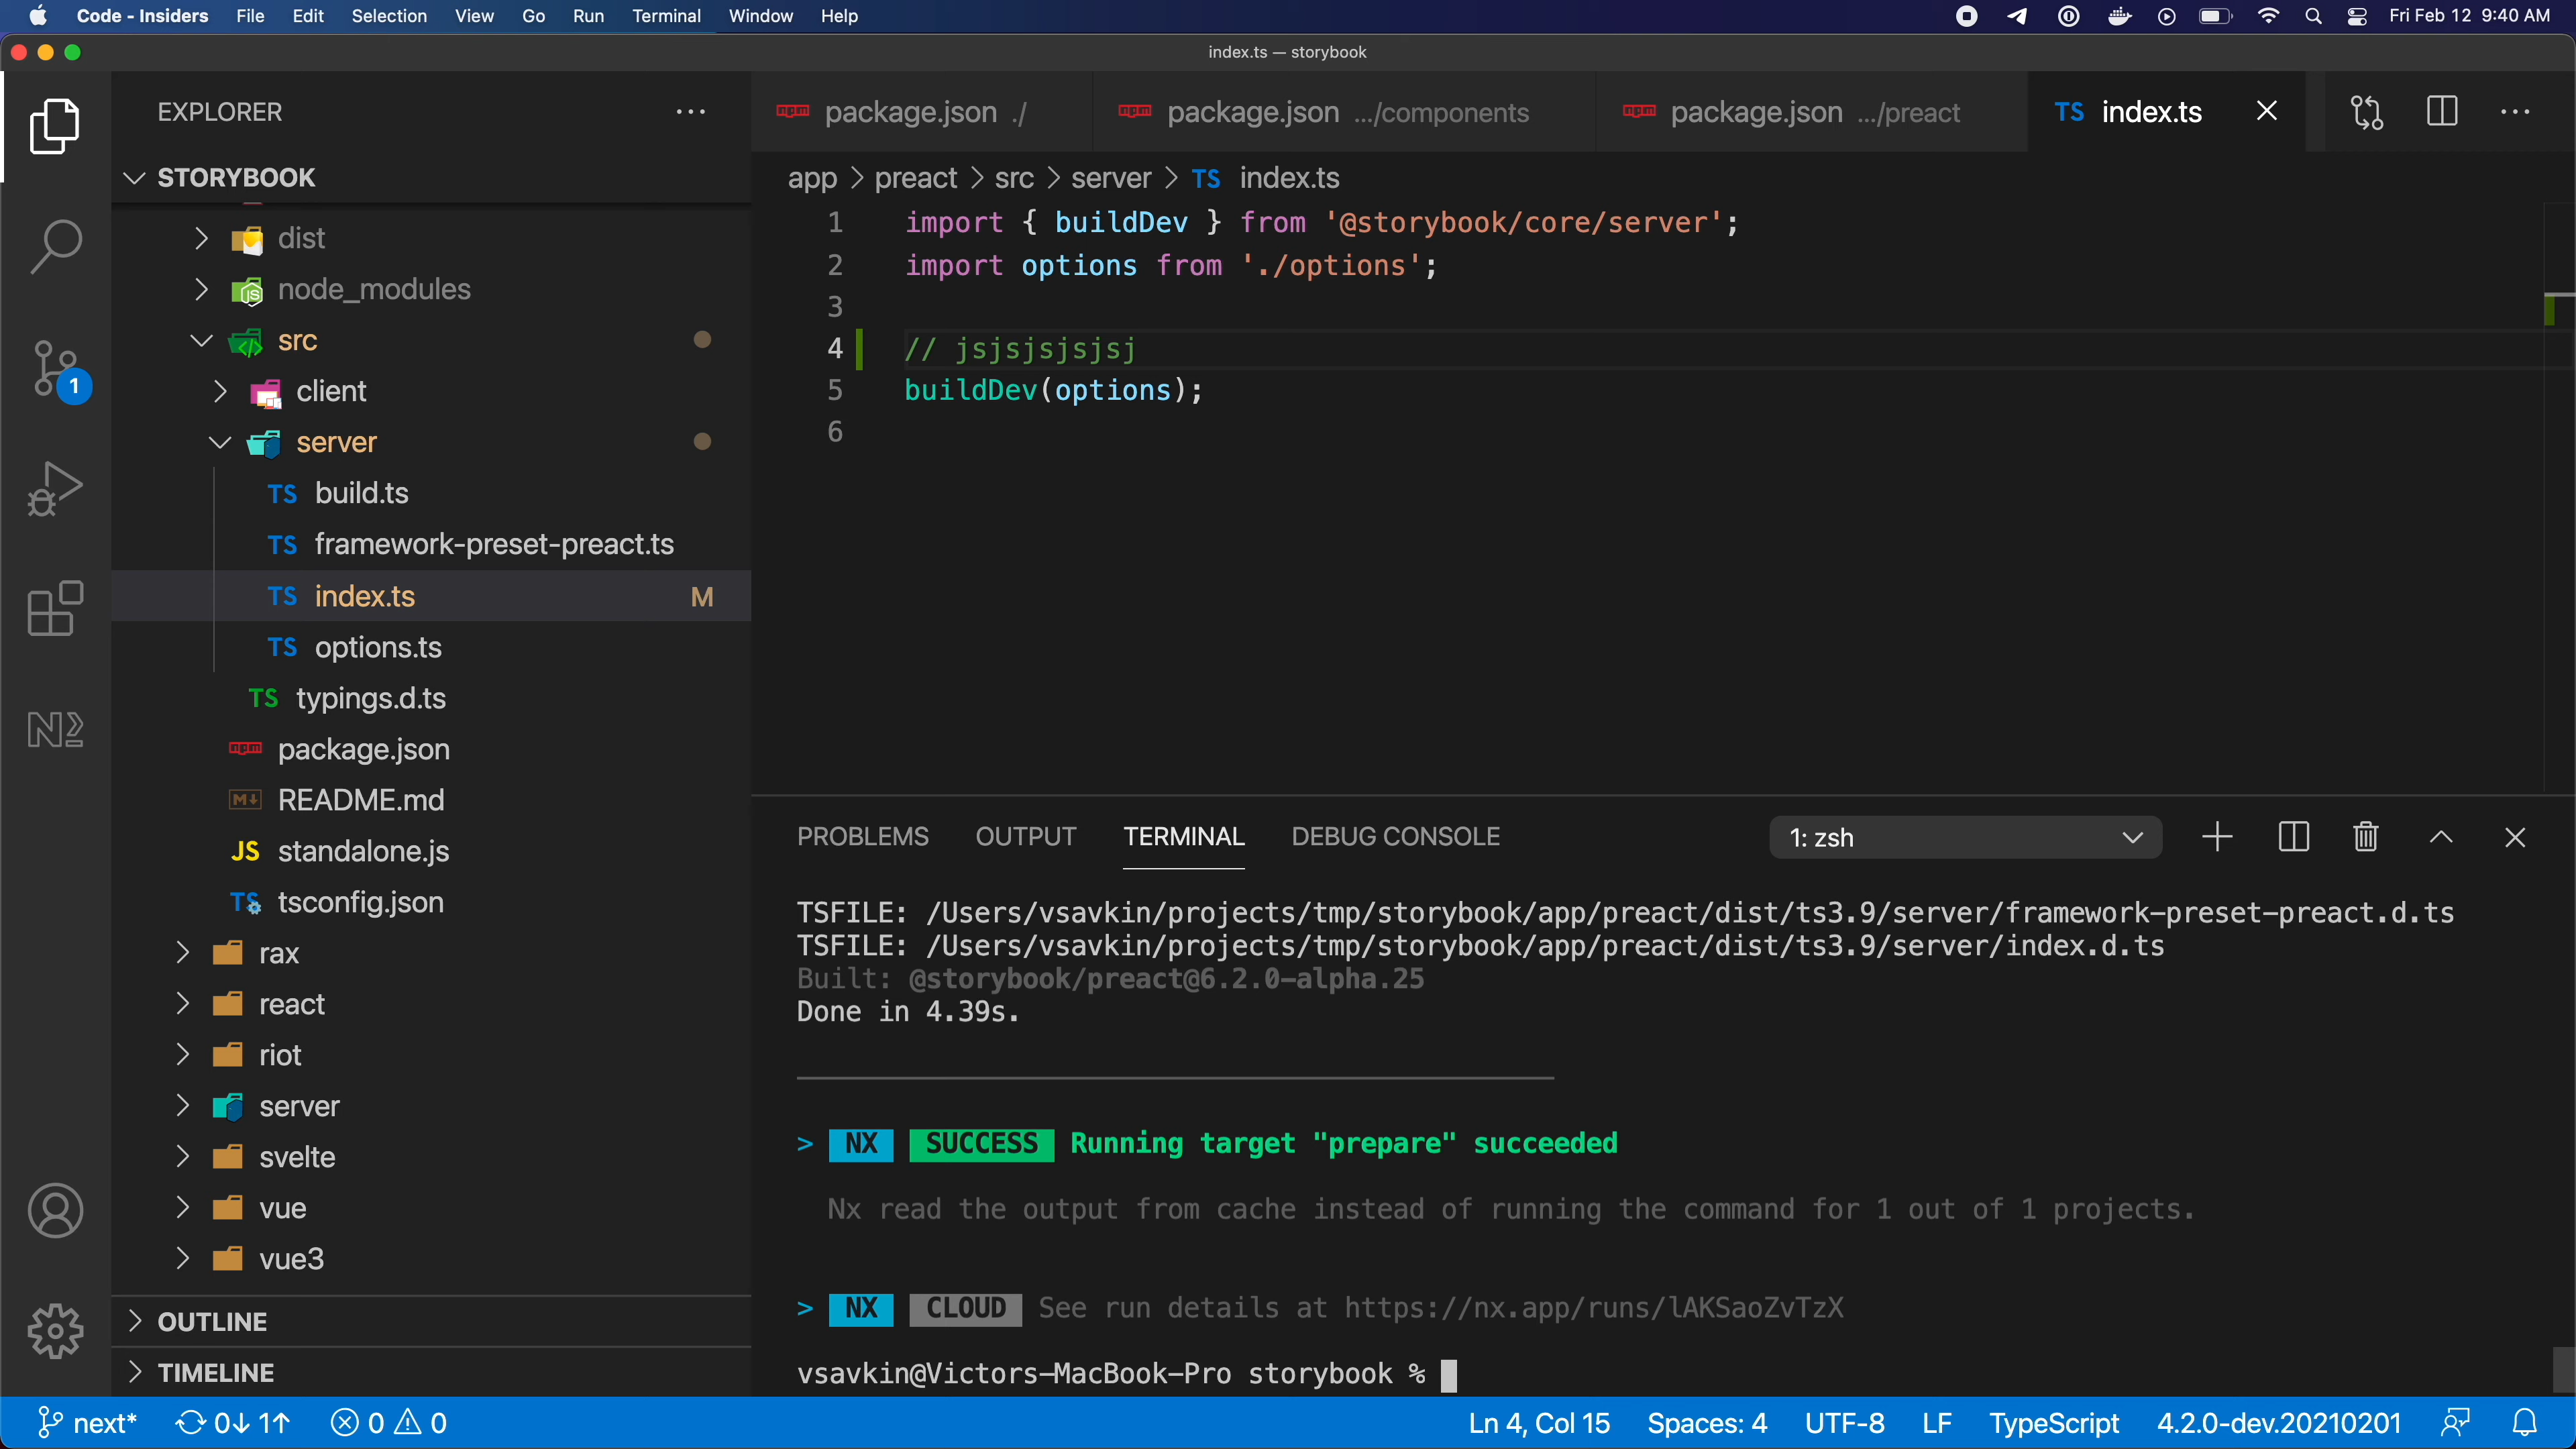 Code - Insiders File Edit Selection View Go Run Terminal Window Help Fri Feb 12 9:40 AM
index.ts — storybook
EXPLORER
STORYBOOK
dist
node_modules
src
client
server
TS build.ts
TS framework-preset-preact.ts
TS index.ts M
TS options.ts
TS typings.d.ts
package.json
M↓ README.md
JS standalone.js
TS tsconfig.json
rax
react
riot
server
svelte
vue
vue3
OUTLINE
TIMELINE
1
package.json ./ package.json .../components package.json .../preact TS index.ts
app > preact > src > server > TS index.ts
1 import { buildDev } from '@storybook/core/server';
2 import options from './options';
3
4 // jsjsjsjsjsj
5 buildDev(options);
6
PROBLEMS OUTPUT TERMINAL DEBUG CONSOLE 1: zsh
TSFILE: /Users/vsavkin/projects/tmp/storybook/app/preact/dist/ts3.9/server/framework-preset-preact.d.ts
TSFILE: /Users/vsavkin/projects/tmp/storybook/app/preact/dist/ts3.9/server/index.d.ts
Built: @storybook/preact@6.2.0-alpha.25
Done in 4.39s.
> NX SUCCESS Running target "prepare" succeeded
Nx read the output from cache instead of running the command for 1 out of 1 projects.
> NX CLOUD See run details at https://nx.app/runs/lAKSaoZvTzX
vsavkin@Victors-MacBook-Pro storybook %
next* 0↓ 1↑ 0 0 Ln 4, Col 15 Spaces: 4 UTF-8 LF TypeScript 4.2.0-dev.20210201